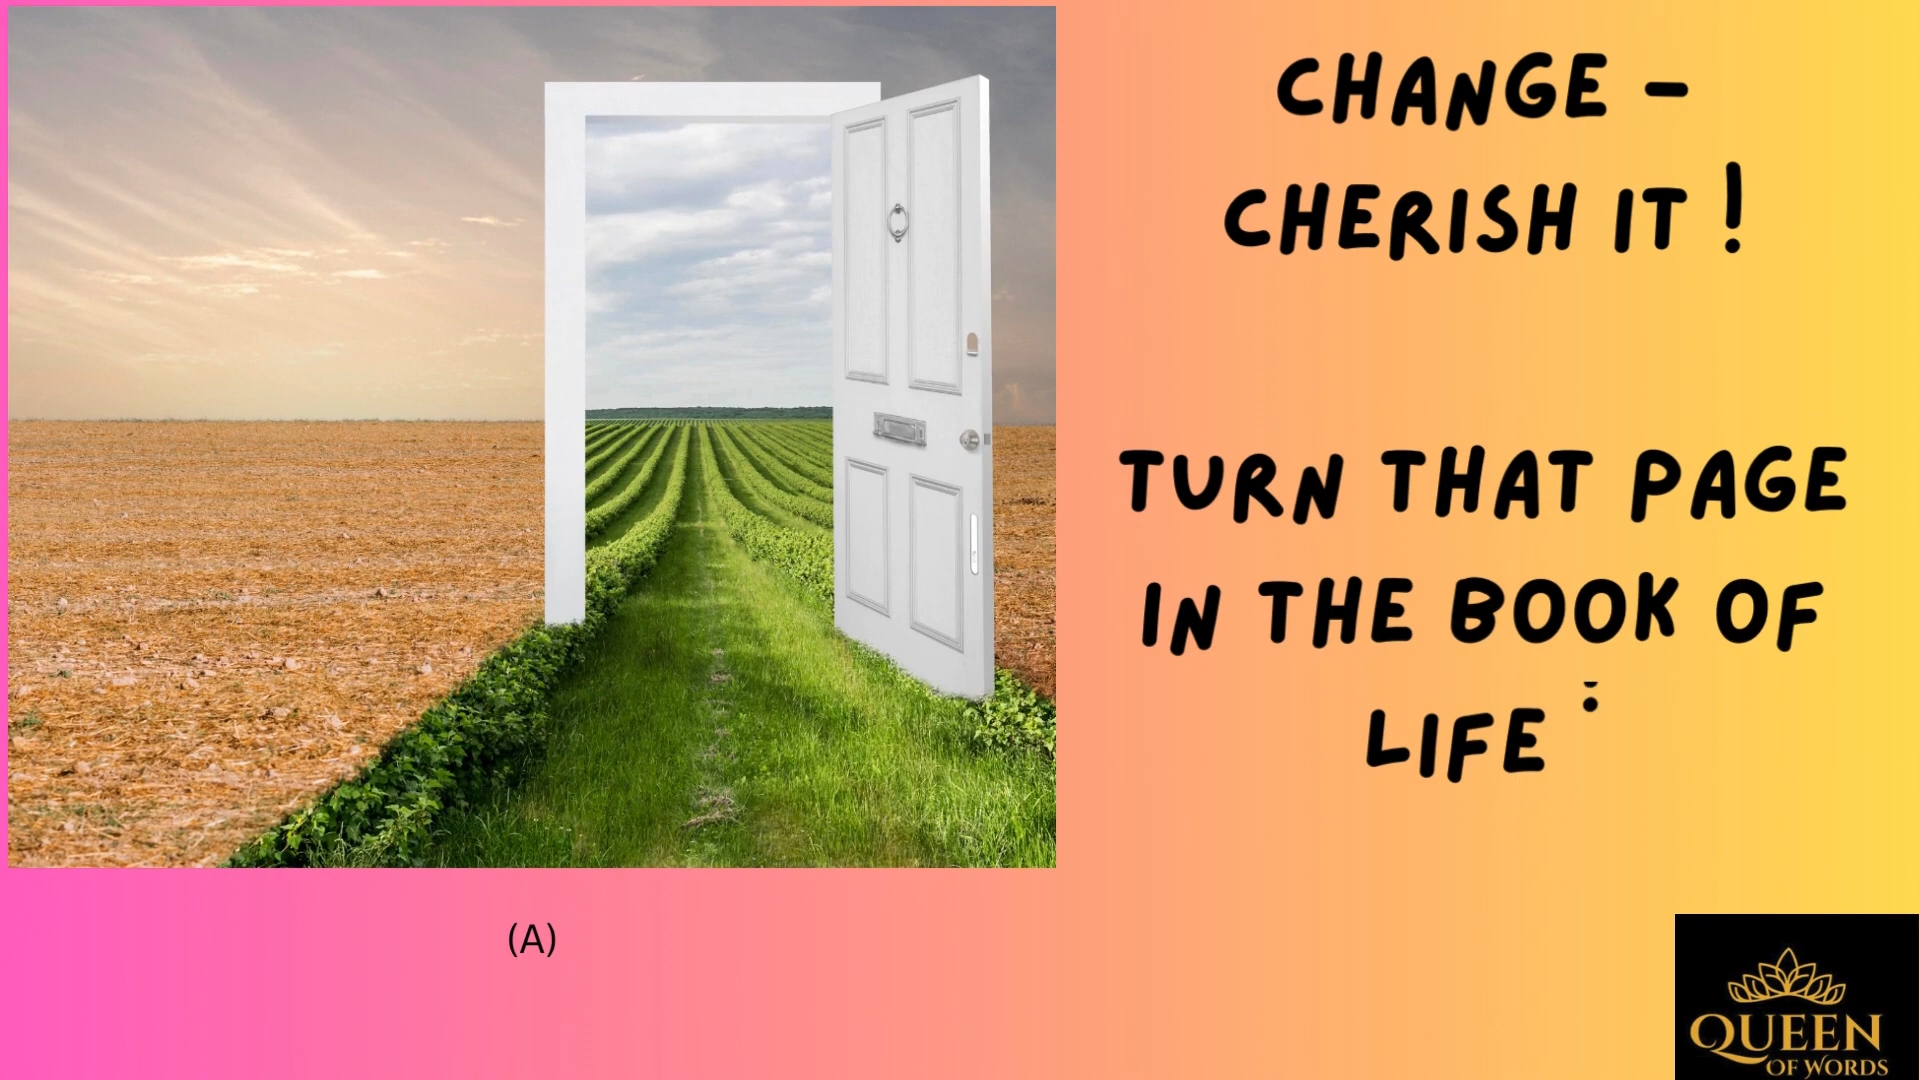 CHANGE -
CHERISH IT !
TURN THAT PAGE
IN THE BOOK OF
LIFE
(A)
QUEEN
OF WORDS